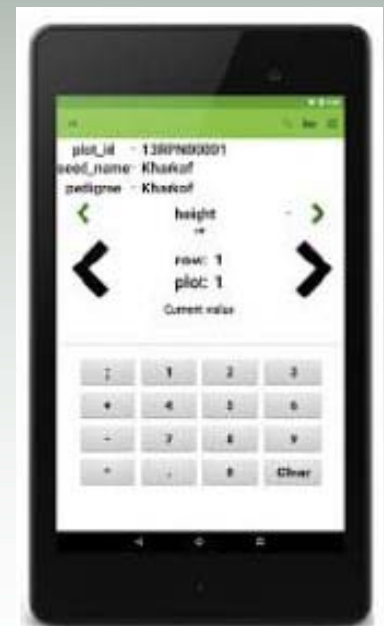 plot_id - 13RPN00001
seed_name - Kharkof
pedigree - Kharkof
height
row: 1
plot: 1
Current value
: 1 2 3
+ 4 5 6
- 7 8 9
* . 0 Clear